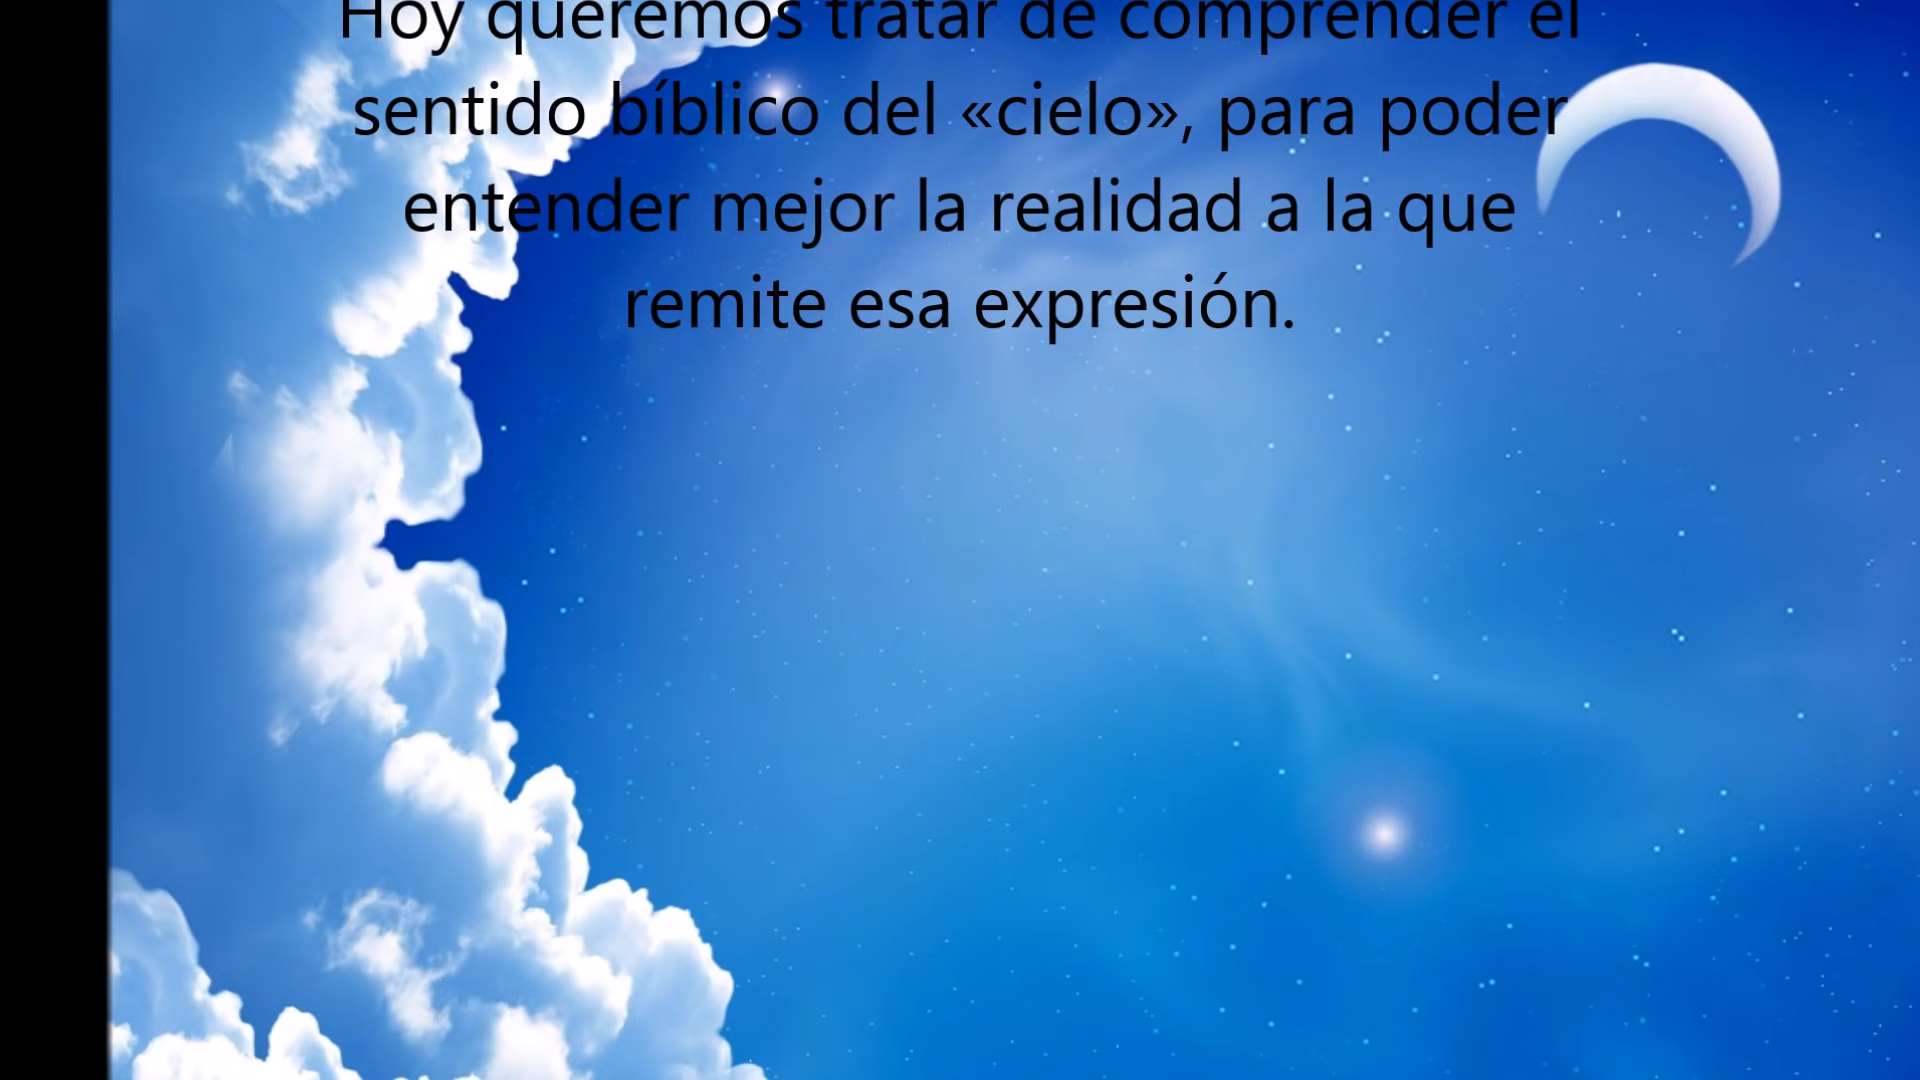 Hoy queremos tratar de comprender el
sentido bíblico del «cielo», para poder
entender mejor la realidad a la que
remite esa expresión.